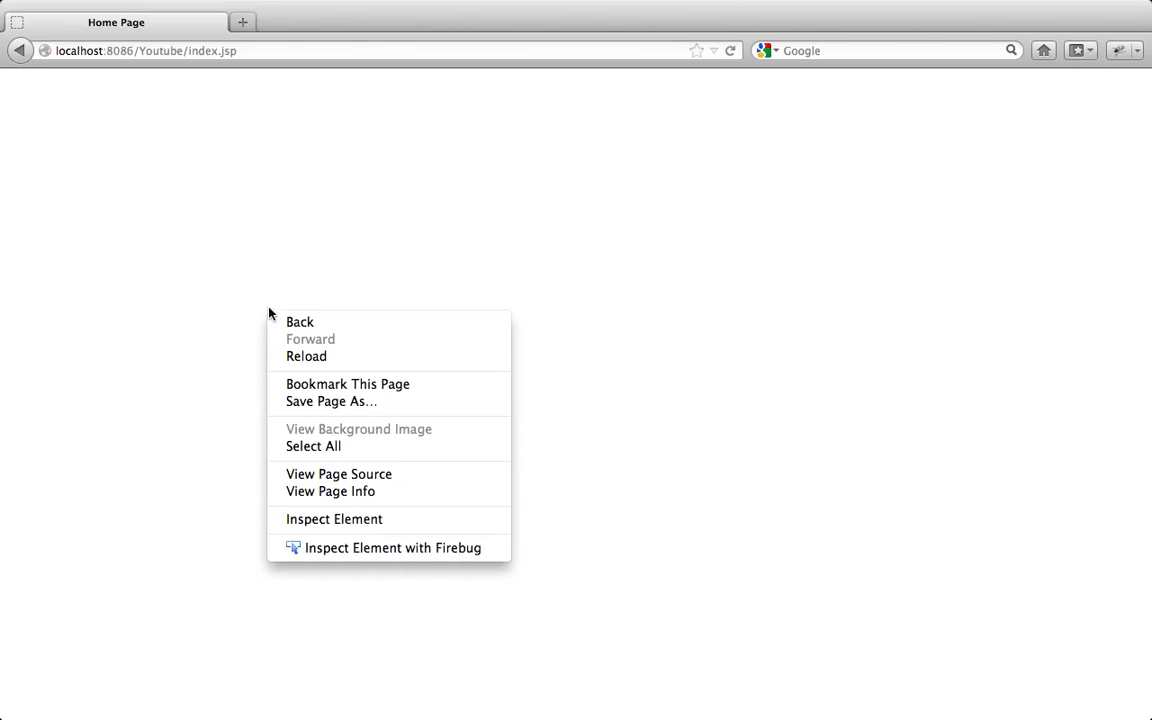 Home Page
localhost:8086/Youtube/index.jsp
Google
Back
Forward
Reload
Bookmark This Page
Save Page As...
View Background Image
Select All
View Page Source
View Page Info
Inspect Element
Inspect Element with Firebug